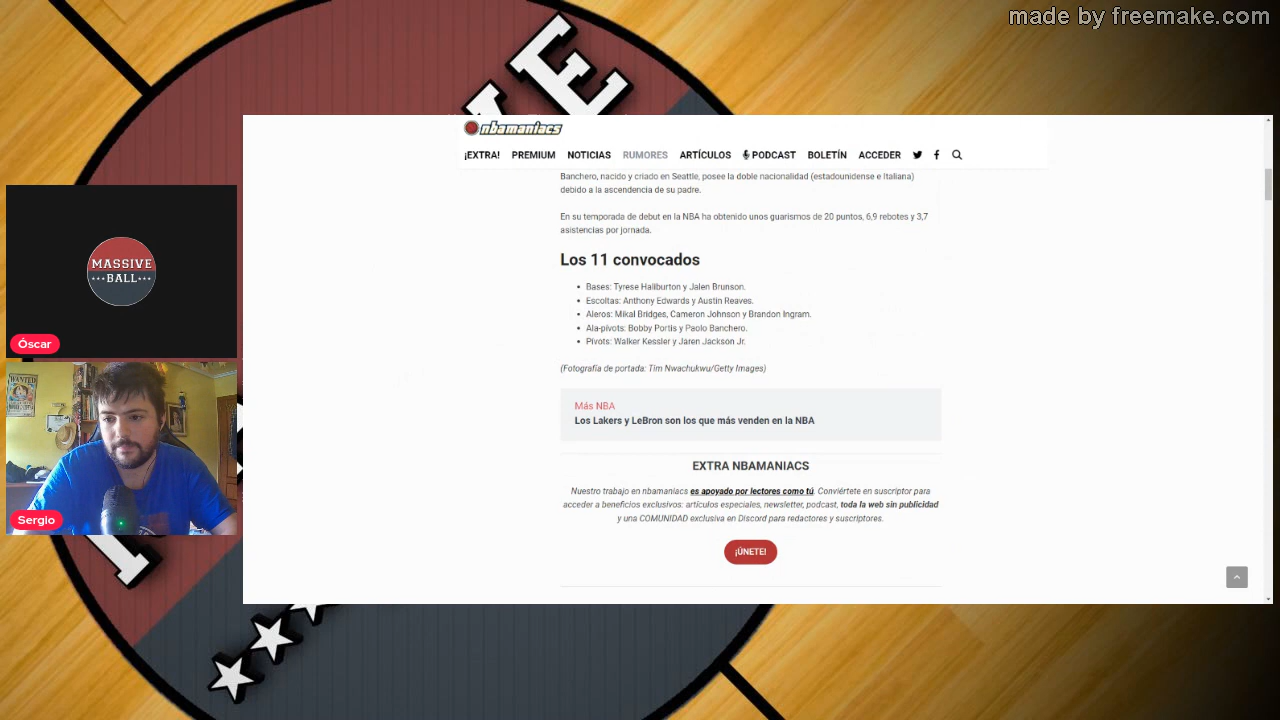 made by freemake.com
nbamaniacs
¡EXTRA! PREMIUM NOTICIAS RUMORES ARTÍCULOS PODCAST BOLETÍN ACCEDER
Banchero, nacido y criado en Seattle, posee la doble nacionalidad (estadounidense e Italiana)
debido a la ascendencia de su padre.
En su temporada de debut en la NBA ha obtenido unos guarismos de 20 puntos, 6,9 rebotes y 3,7
asistencias por jornada.
Los 11 convocados
• Bases: Tyrese Haliburton y Jalen Brunson.
• Escoltas: Anthony Edwards y Austin Reaves.
• Aleros: Mikal Bridges, Cameron Johnson y Brandon Ingram.
• Ala-pívots: Bobby Portis y Paolo Banchero.
• Pívots: Walker Kessler y Jaren Jackson Jr.
(Fotografía de portada: Tim Nwachukwu/Getty Images)
Más NBA
Los Lakers y LeBron son los que más venden en la NBA
EXTRA NBAMANIACS
Nuestro trabajo en nbamaniacs es apoyado por lectores como tú. Conviértete en suscriptor para
acceder a beneficios exclusivos: artículos especiales, newsletter, podcast, toda la web sin publicidad
y una COMUNIDAD exclusiva en Discord para redactores y suscriptores.
¡ÚNETE!
MASSIVE
BALL
Óscar
WANTED
Sergio